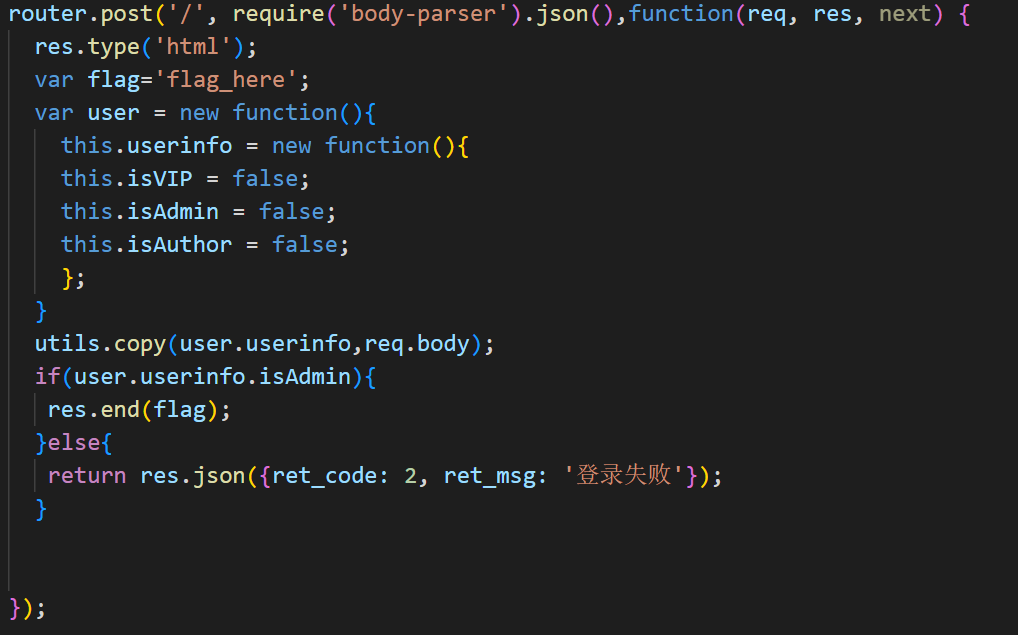 router.post('/', require('body-parser').json(),function(req, res, next) {
  res.type('html');
  var flag='flag_here';
  var user = new function(){
    this.userinfo = new function(){
    this.isVIP = false;
    this.isAdmin = false;
    this.isAuthor = false;
    };
  }
  utils.copy(user.userinfo,req.body);
  if(user.userinfo.isAdmin){
   res.end(flag);
  }else{
   return res.json({ret_code: 2, ret_msg: '登录失败'});
  }
});